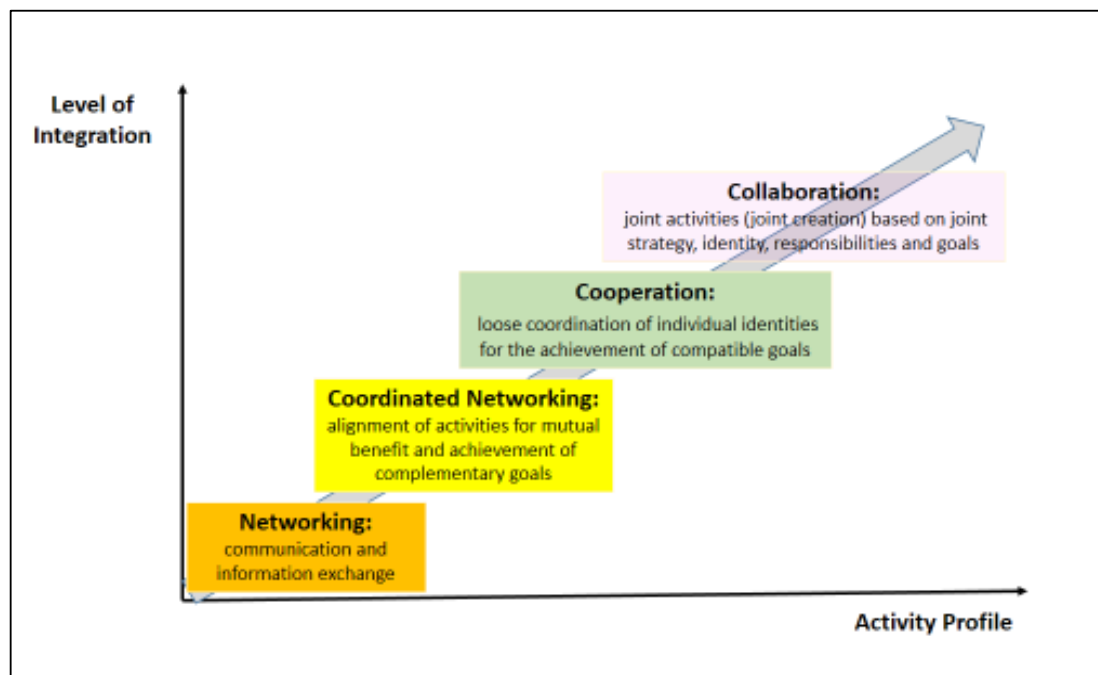 Level of
Integration
Collaboration:
joint activities (joint creation) based on joint
strategy, identity, responsibilities and goals
Cooperation:
loose coordination of individual identities
for the achievement of compatible goals
Coordinated Networking:
alignment of activities for mutual
benefit and achievement of
complementary goals
Networking:
communication and
information exchange
Activity Profile